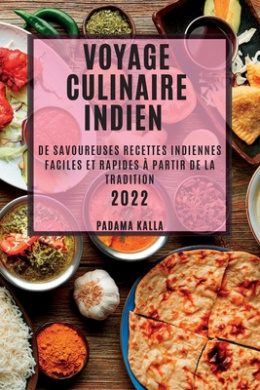 VOYAGE
CULINAIRE
INDIEN
DE SAVOUREUSES RECETTES INDIENNES
FACILES ET RAPIDES À PARTIR DE LA
TRADITION
2022
PADAMA KALLA